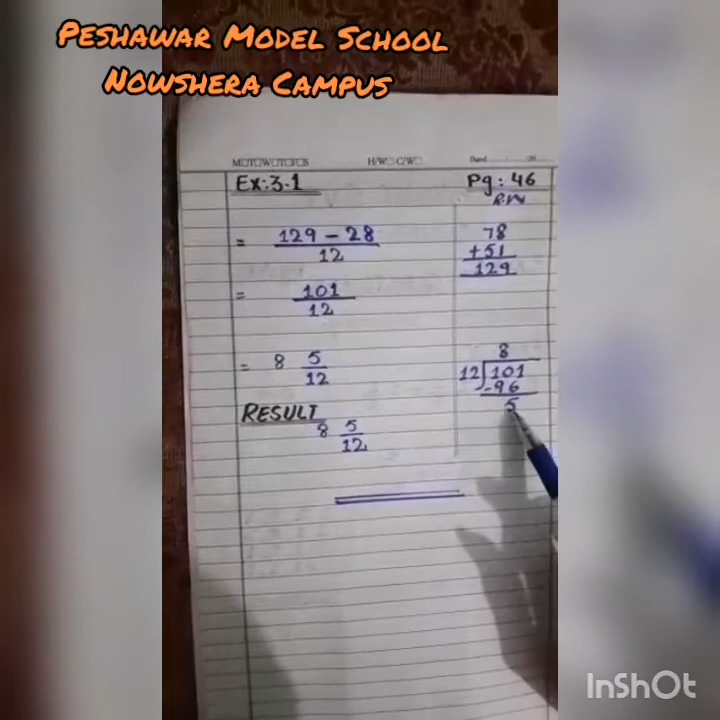 PESHAWAR MODEL SCHOOL
NOWSHERA CAMPUS
M□T□W□T□F□S H/W□-C/W□
Ex:3.1 Pg:46
R.W
= 129 - 28 / 12
78
+51
129
= 101 / 12
= 8 5/12
8
12)101
-96
5
RESULT
8 5/12
InShOt